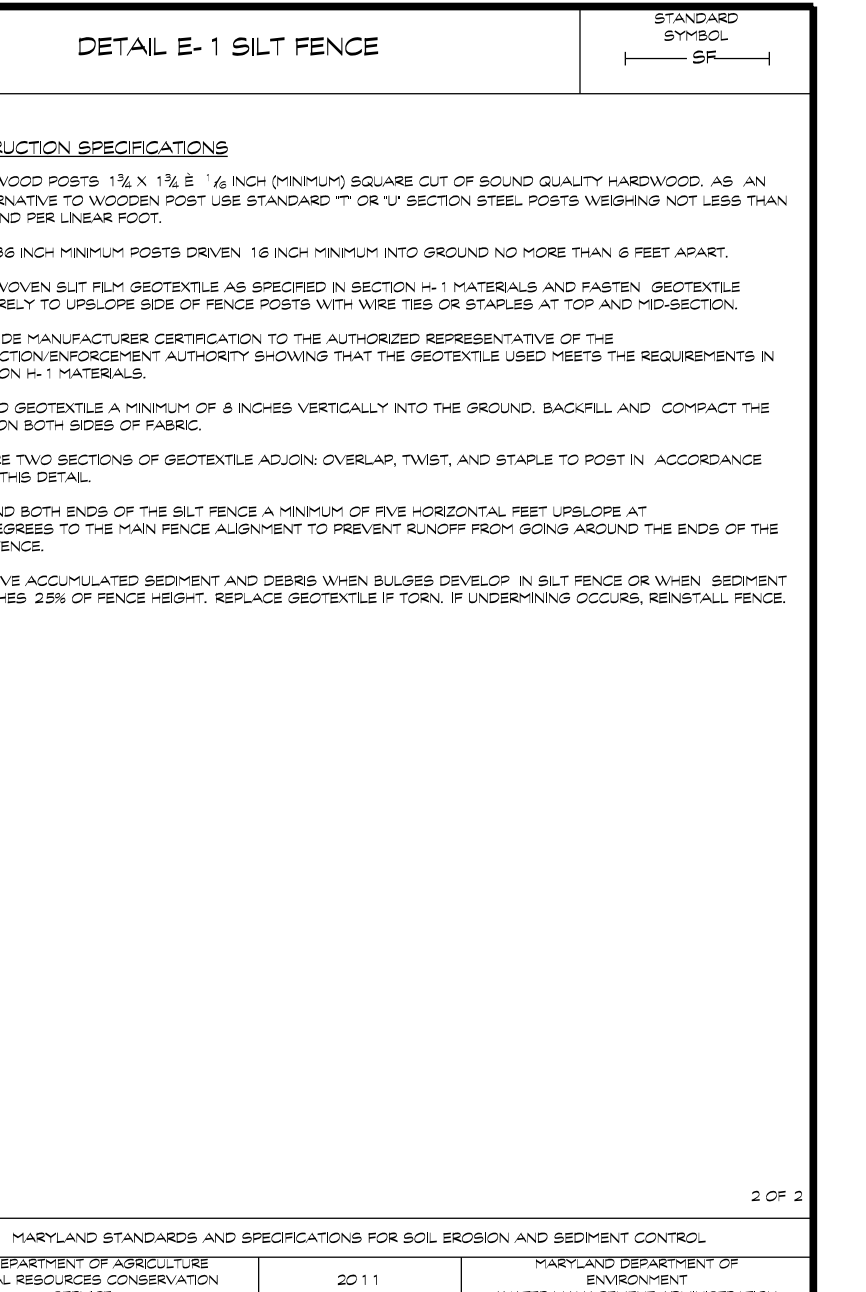 DETAIL E-1 SILT FENCE
STANDARD
SYMBOL
SF
RUCTION SPECIFICATIONS
WOOD POSTS 1¾ X 1¾ È 1/6 INCH (MINIMUM) SQUARE CUT OF SOUND QUALITY HARDWOOD. AS AN
RNATIVE TO WOODEN POST USE STANDARD "T" OR "U" SECTION STEEL POSTS WEIGHING NOT LESS THAN
ND PER LINEAR FOOT.
36 INCH MINIMUM POSTS DRIVEN 16 INCH MINIMUM INTO GROUND NO MORE THAN 6 FEET APART.
WOVEN SLIT FILM GEOTEXTILE AS SPECIFIED IN SECTION H-1 MATERIALS AND FASTEN GEOTEXTILE
RELY TO UPSLOPE SIDE OF FENCE POSTS WITH WIRE TIES OR STAPLES AT TOP AND MID-SECTION.
DE MANUFACTURER CERTIFICATION TO THE AUTHORIZED REPRESENTATIVE OF THE
CTION/ENFORCEMENT AUTHORITY SHOWING THAT THE GEOTEXTILE USED MEETS THE REQUIREMENTS IN
ON H-1 MATERIALS.
D GEOTEXTILE A MINIMUM OF 8 INCHES VERTICALLY INTO THE GROUND. BACKFILL AND COMPACT THE
ON BOTH SIDES OF FABRIC.
RE TWO SECTIONS OF GEOTEXTILE ADJOIN: OVERLAP, TWIST, AND STAPLE TO POST IN ACCORDANCE
THIS DETAIL.
ND BOTH ENDS OF THE SILT FENCE A MINIMUM OF FIVE HORIZONTAL FEET UPSLOPE AT
EGREES TO THE MAIN FENCE ALIGNMENT TO PREVENT RUNOFF FROM GOING AROUND THE ENDS OF THE
FENCE.
VE ACCUMULATED SEDIMENT AND DEBRIS WHEN BULGES DEVELOP IN SILT FENCE OR WHEN SEDIMENT
HES 25% OF FENCE HEIGHT. REPLACE GEOTEXTILE IF TORN. IF UNDERMINING OCCURS, REINSTALL FENCE.
2 OF 2
MARYLAND STANDARDS AND SPECIFICATIONS FOR SOIL EROSION AND SEDIMENT CONTROL
EPARTMENT OF AGRICULTURE
AL RESOURCES CONSERVATION
2011
MARYLAND DEPARTMENT OF
ENVIRONMENT